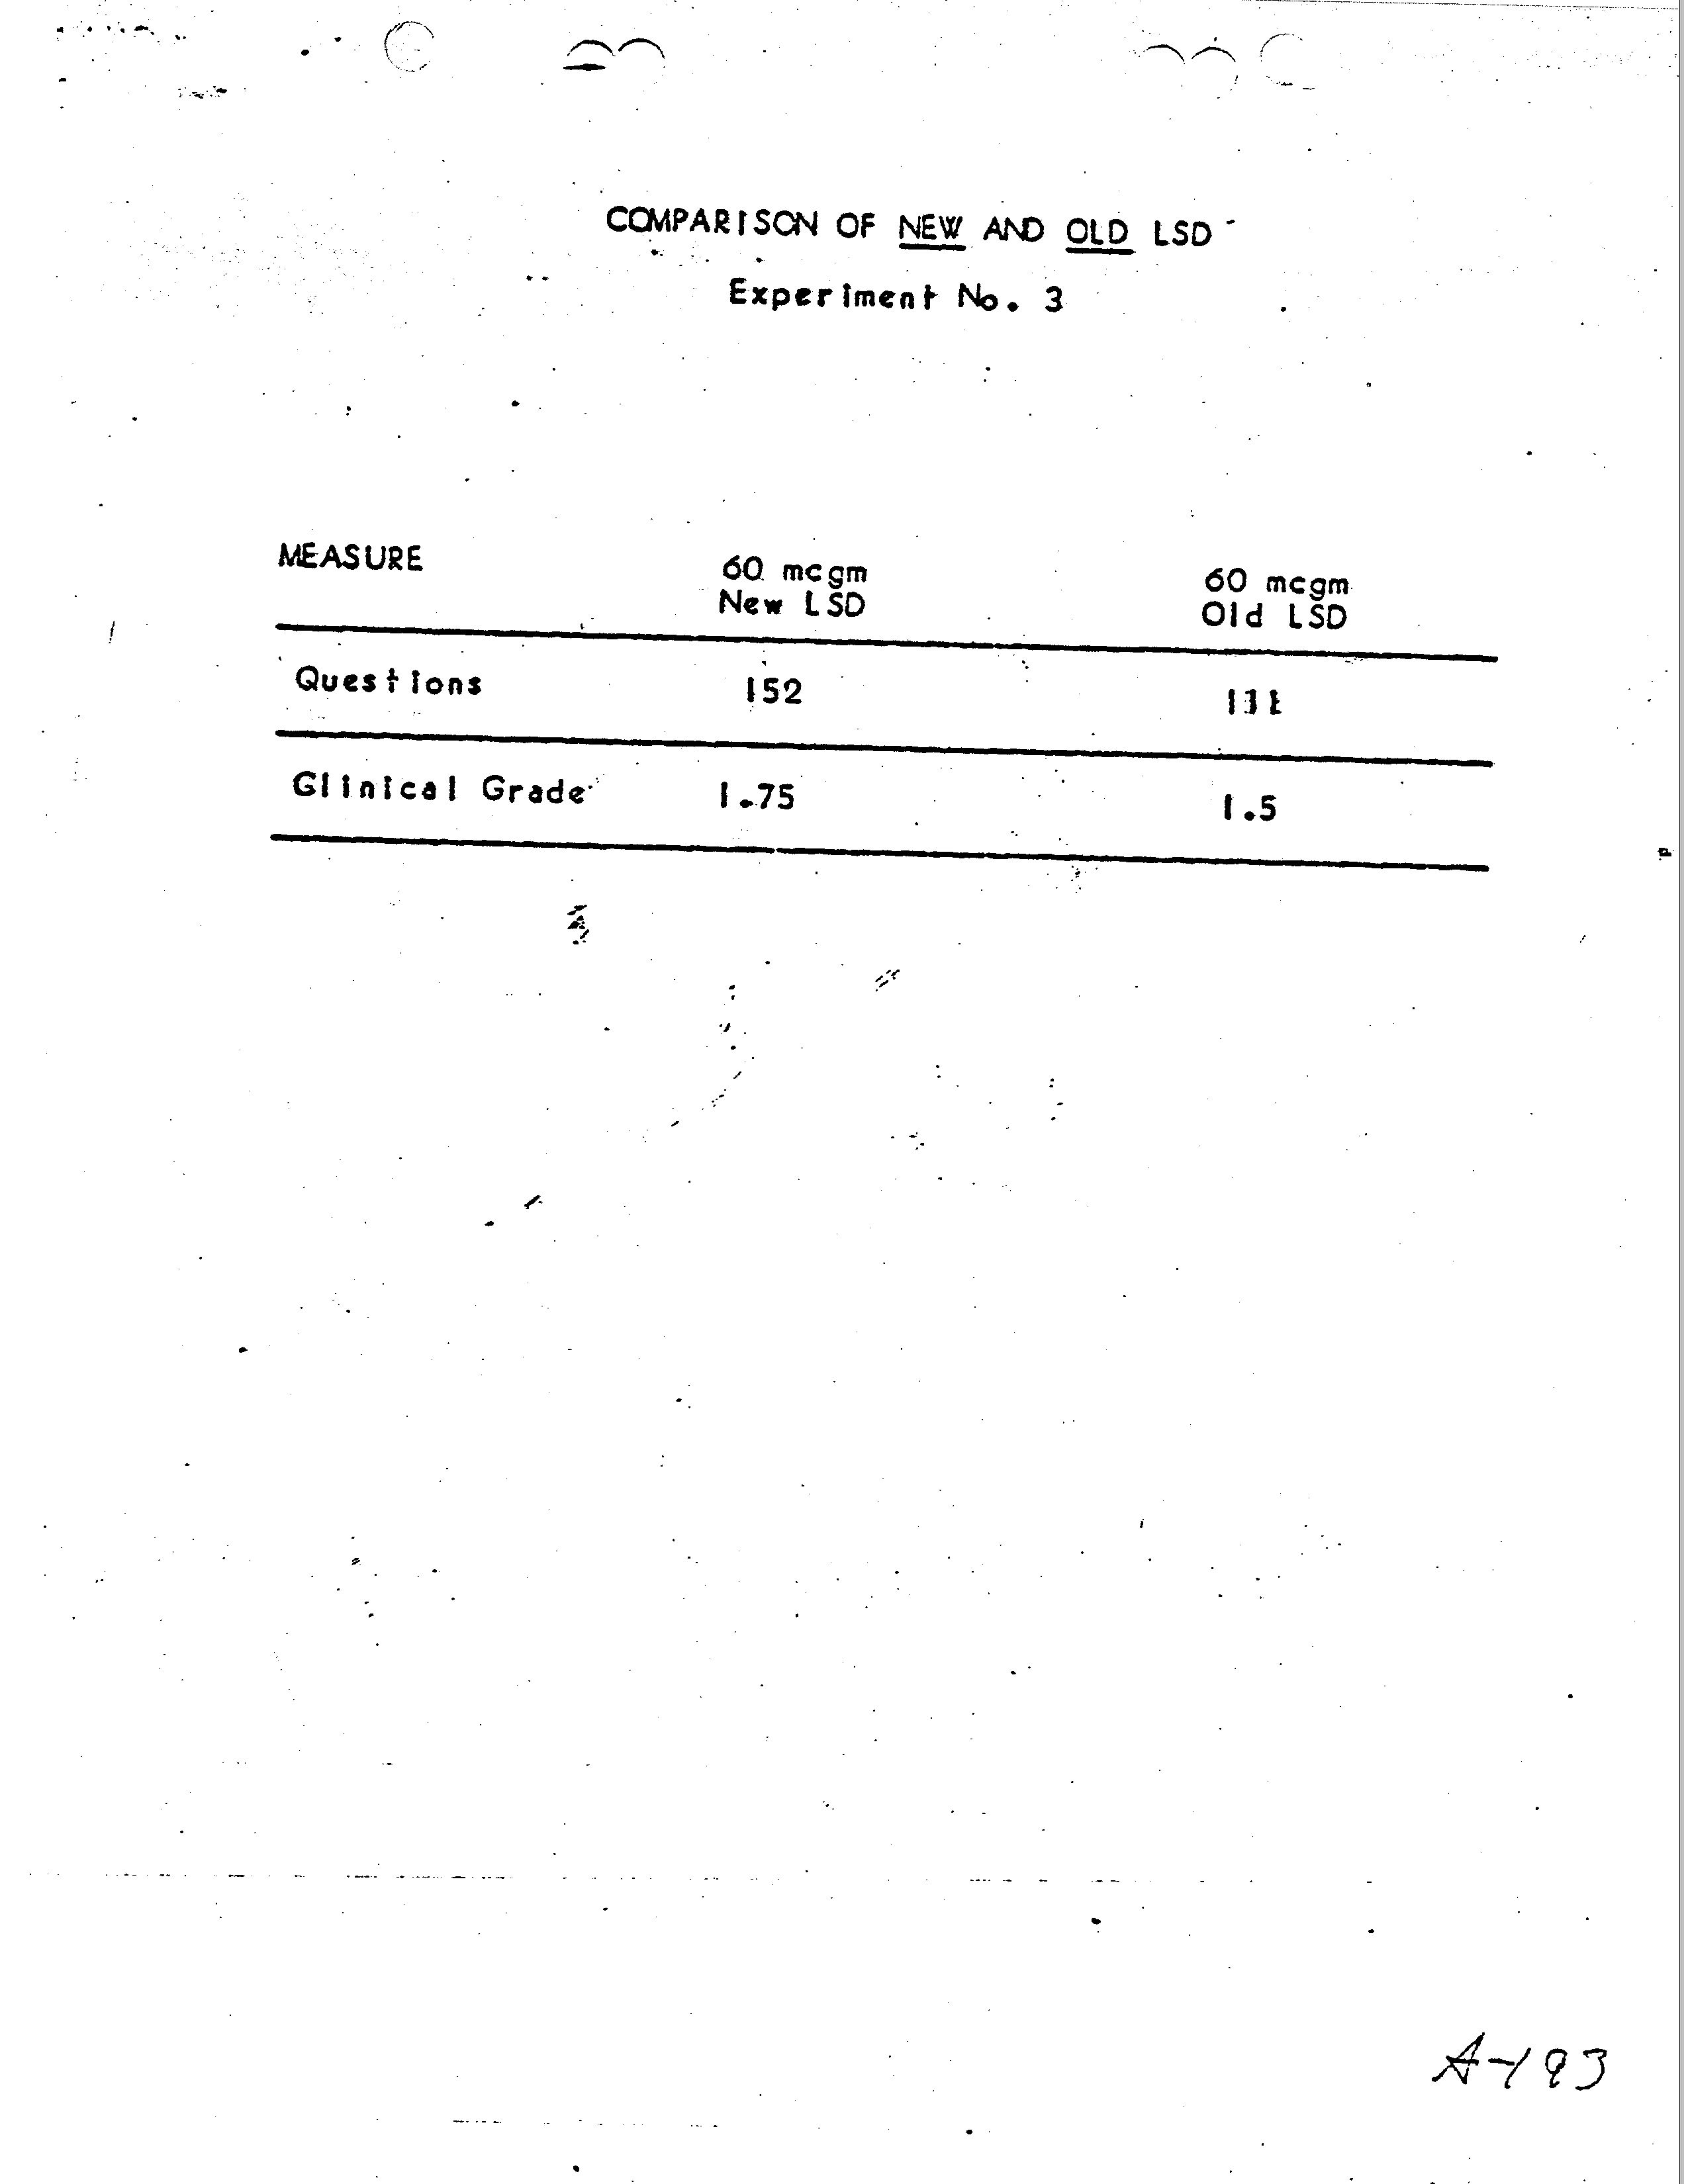 COMPARISON OF NEW AND OLD LSD
Experiment No. 3
MEASURE 60 mcgm New LSD 60 mcgm Old LSD
Questions 152 111
Clinical Grade 1.75 1.5
A-193